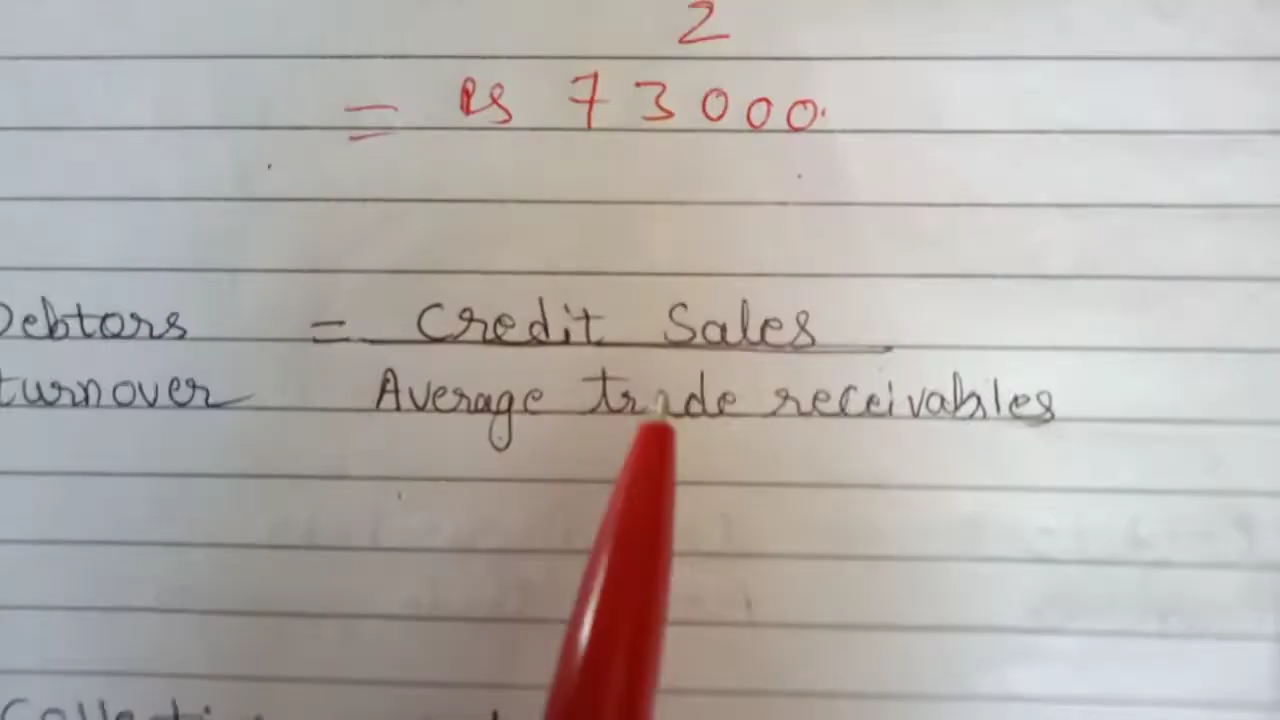 2
= Rs 73000.
Debtors = Credit Sales
turnover Average trade receivables